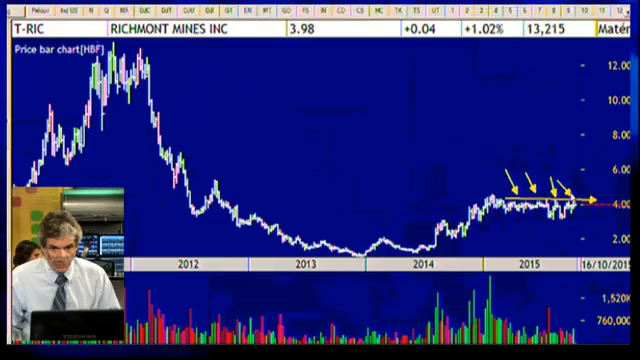 T-RIC RICHMONT MINES INC 3.98 +0.04 +1.02% 13,215 Matér
Price bar chart[HBF]
12.00
10.00
6.00
4.00
2.00
2012 2013 2014 2015 16/10/2015
1,520K
760,000
TOSHIBA